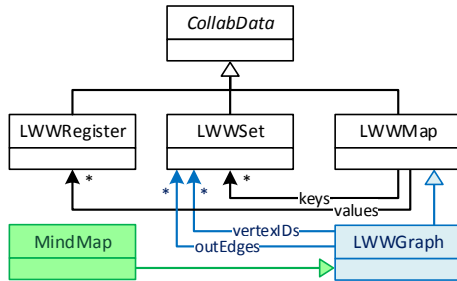 CollabData
LWWRegister LWWSet LWWMap
* * * *
keys
values
vertexIDs
outEdges
MindMap LWWGraph